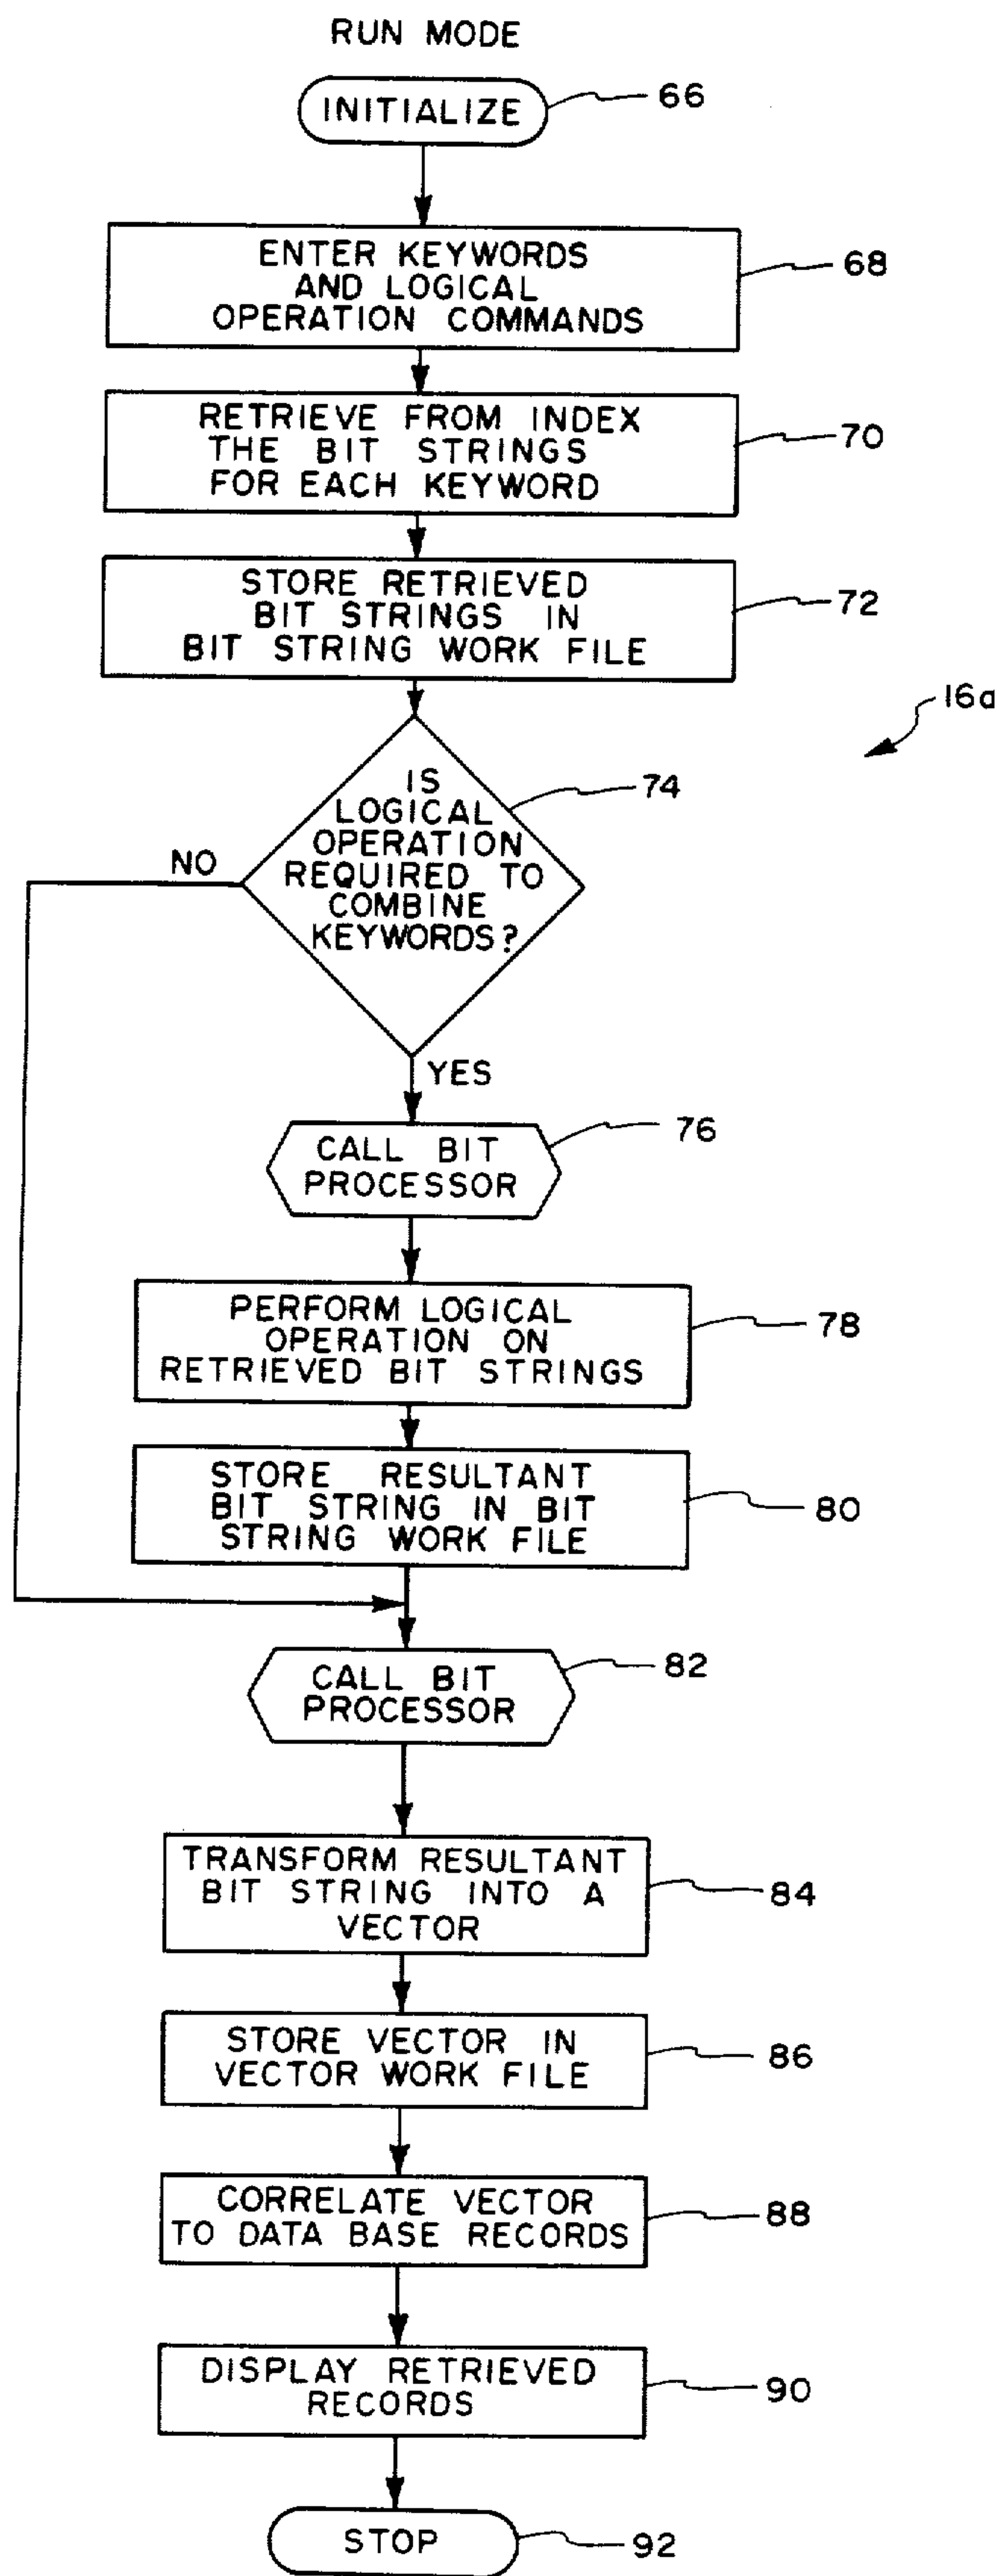 RUN MODE
INITIALIZE
66
ENTER KEYWORDS
AND LOGICAL
OPERATION COMMANDS
68
RETRIEVE FROM INDEX
THE BIT STRINGS
FOR EACH KEYWORD
70
STORE RETRIEVED
BIT STRINGS IN
BIT STRING WORK FILE
72
16a
IS
LOGICAL
OPERATION
REQUIRED TO
COMBINE
KEYWORDS?
74
NO
YES
CALL BIT
PROCESSOR
76
PERFORM LOGICAL
OPERATION ON
RETRIEVED BIT STRINGS
78
STORE RESULTANT
BIT STRING IN BIT
STRING WORK FILE
80
CALL BIT
PROCESSOR
82
TRANSFORM RESULTANT
BIT STRING INTO A
VECTOR
84
STORE VECTOR IN
VECTOR WORK FILE
86
CORRELATE VECTOR
TO DATA BASE RECORDS
88
DISPLAY RETRIEVED
RECORDS
90
STOP
92